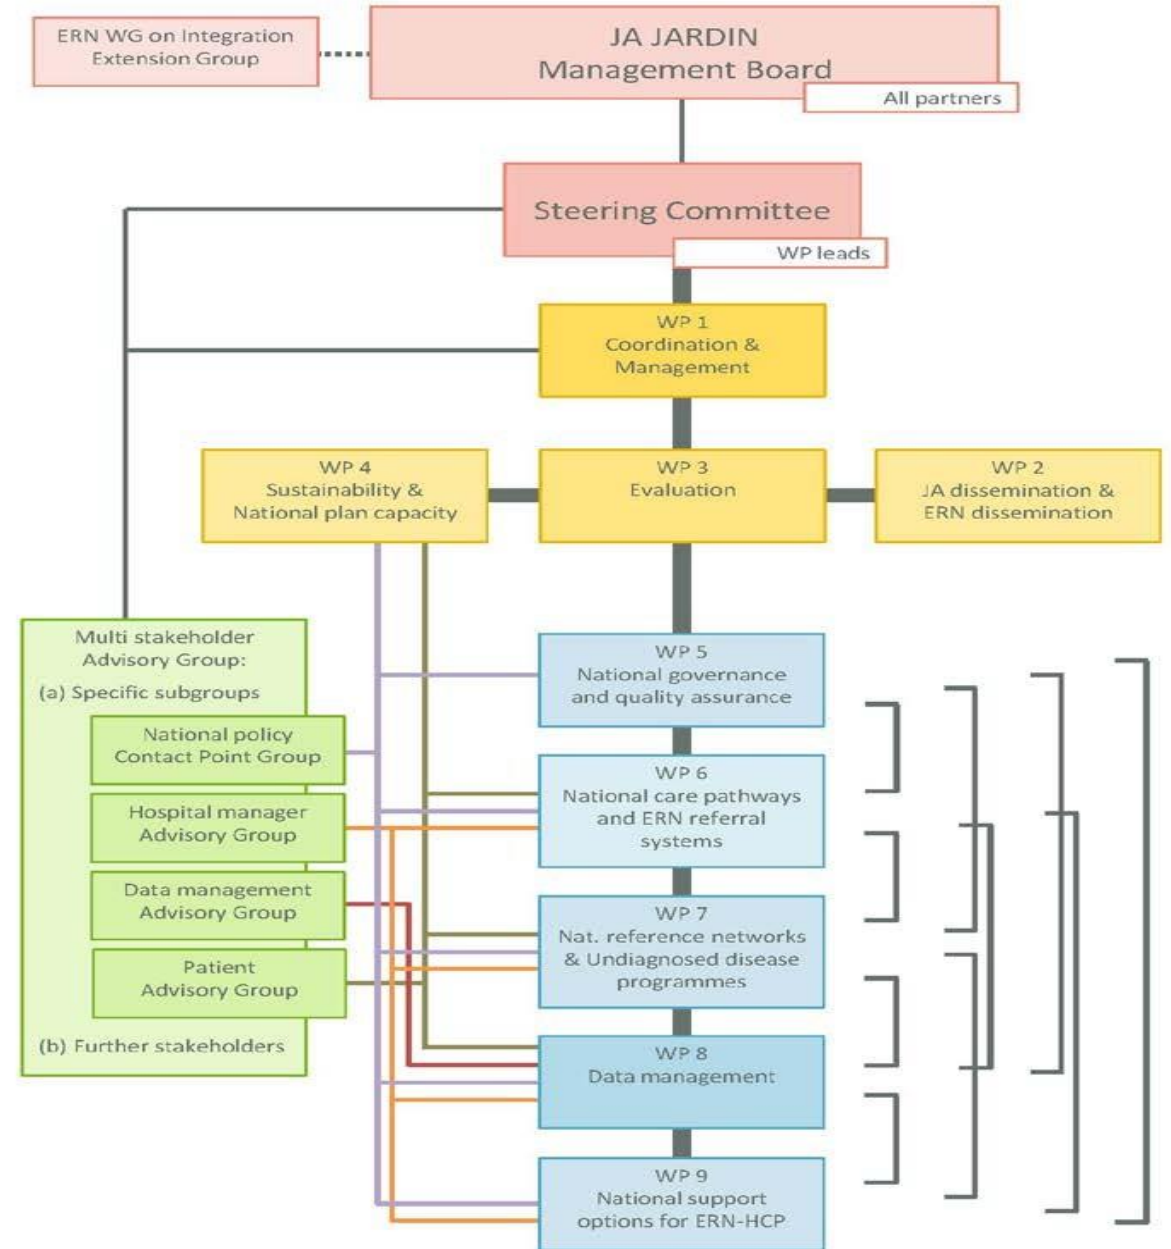 ERN WG on Integration
Extension Group
JA JARDIN
Management Board
All partners
Steering Committee
WP leads
WP 1
Coordination &
Management
WP 4
Sustainability &
National plan capacity
WP 3
Evaluation
WP 2
JA dissemination &
ERN dissemination
Multi stakeholder
Advisory Group:
(a) Specific subgroups
National policy
Contact Point Group
Hospital manager
Advisory Group
Data management
Advisory Group
Patient
Advisory Group
(b) Further stakeholders
WP 5
National governance
and quality assurance
WP 6
National care pathways
and ERN referral
systems
WP 7
Nat. reference networks
& Undiagnosed disease
programmes
WP 8
Data management
WP 9
National support
options for ERN-HCP